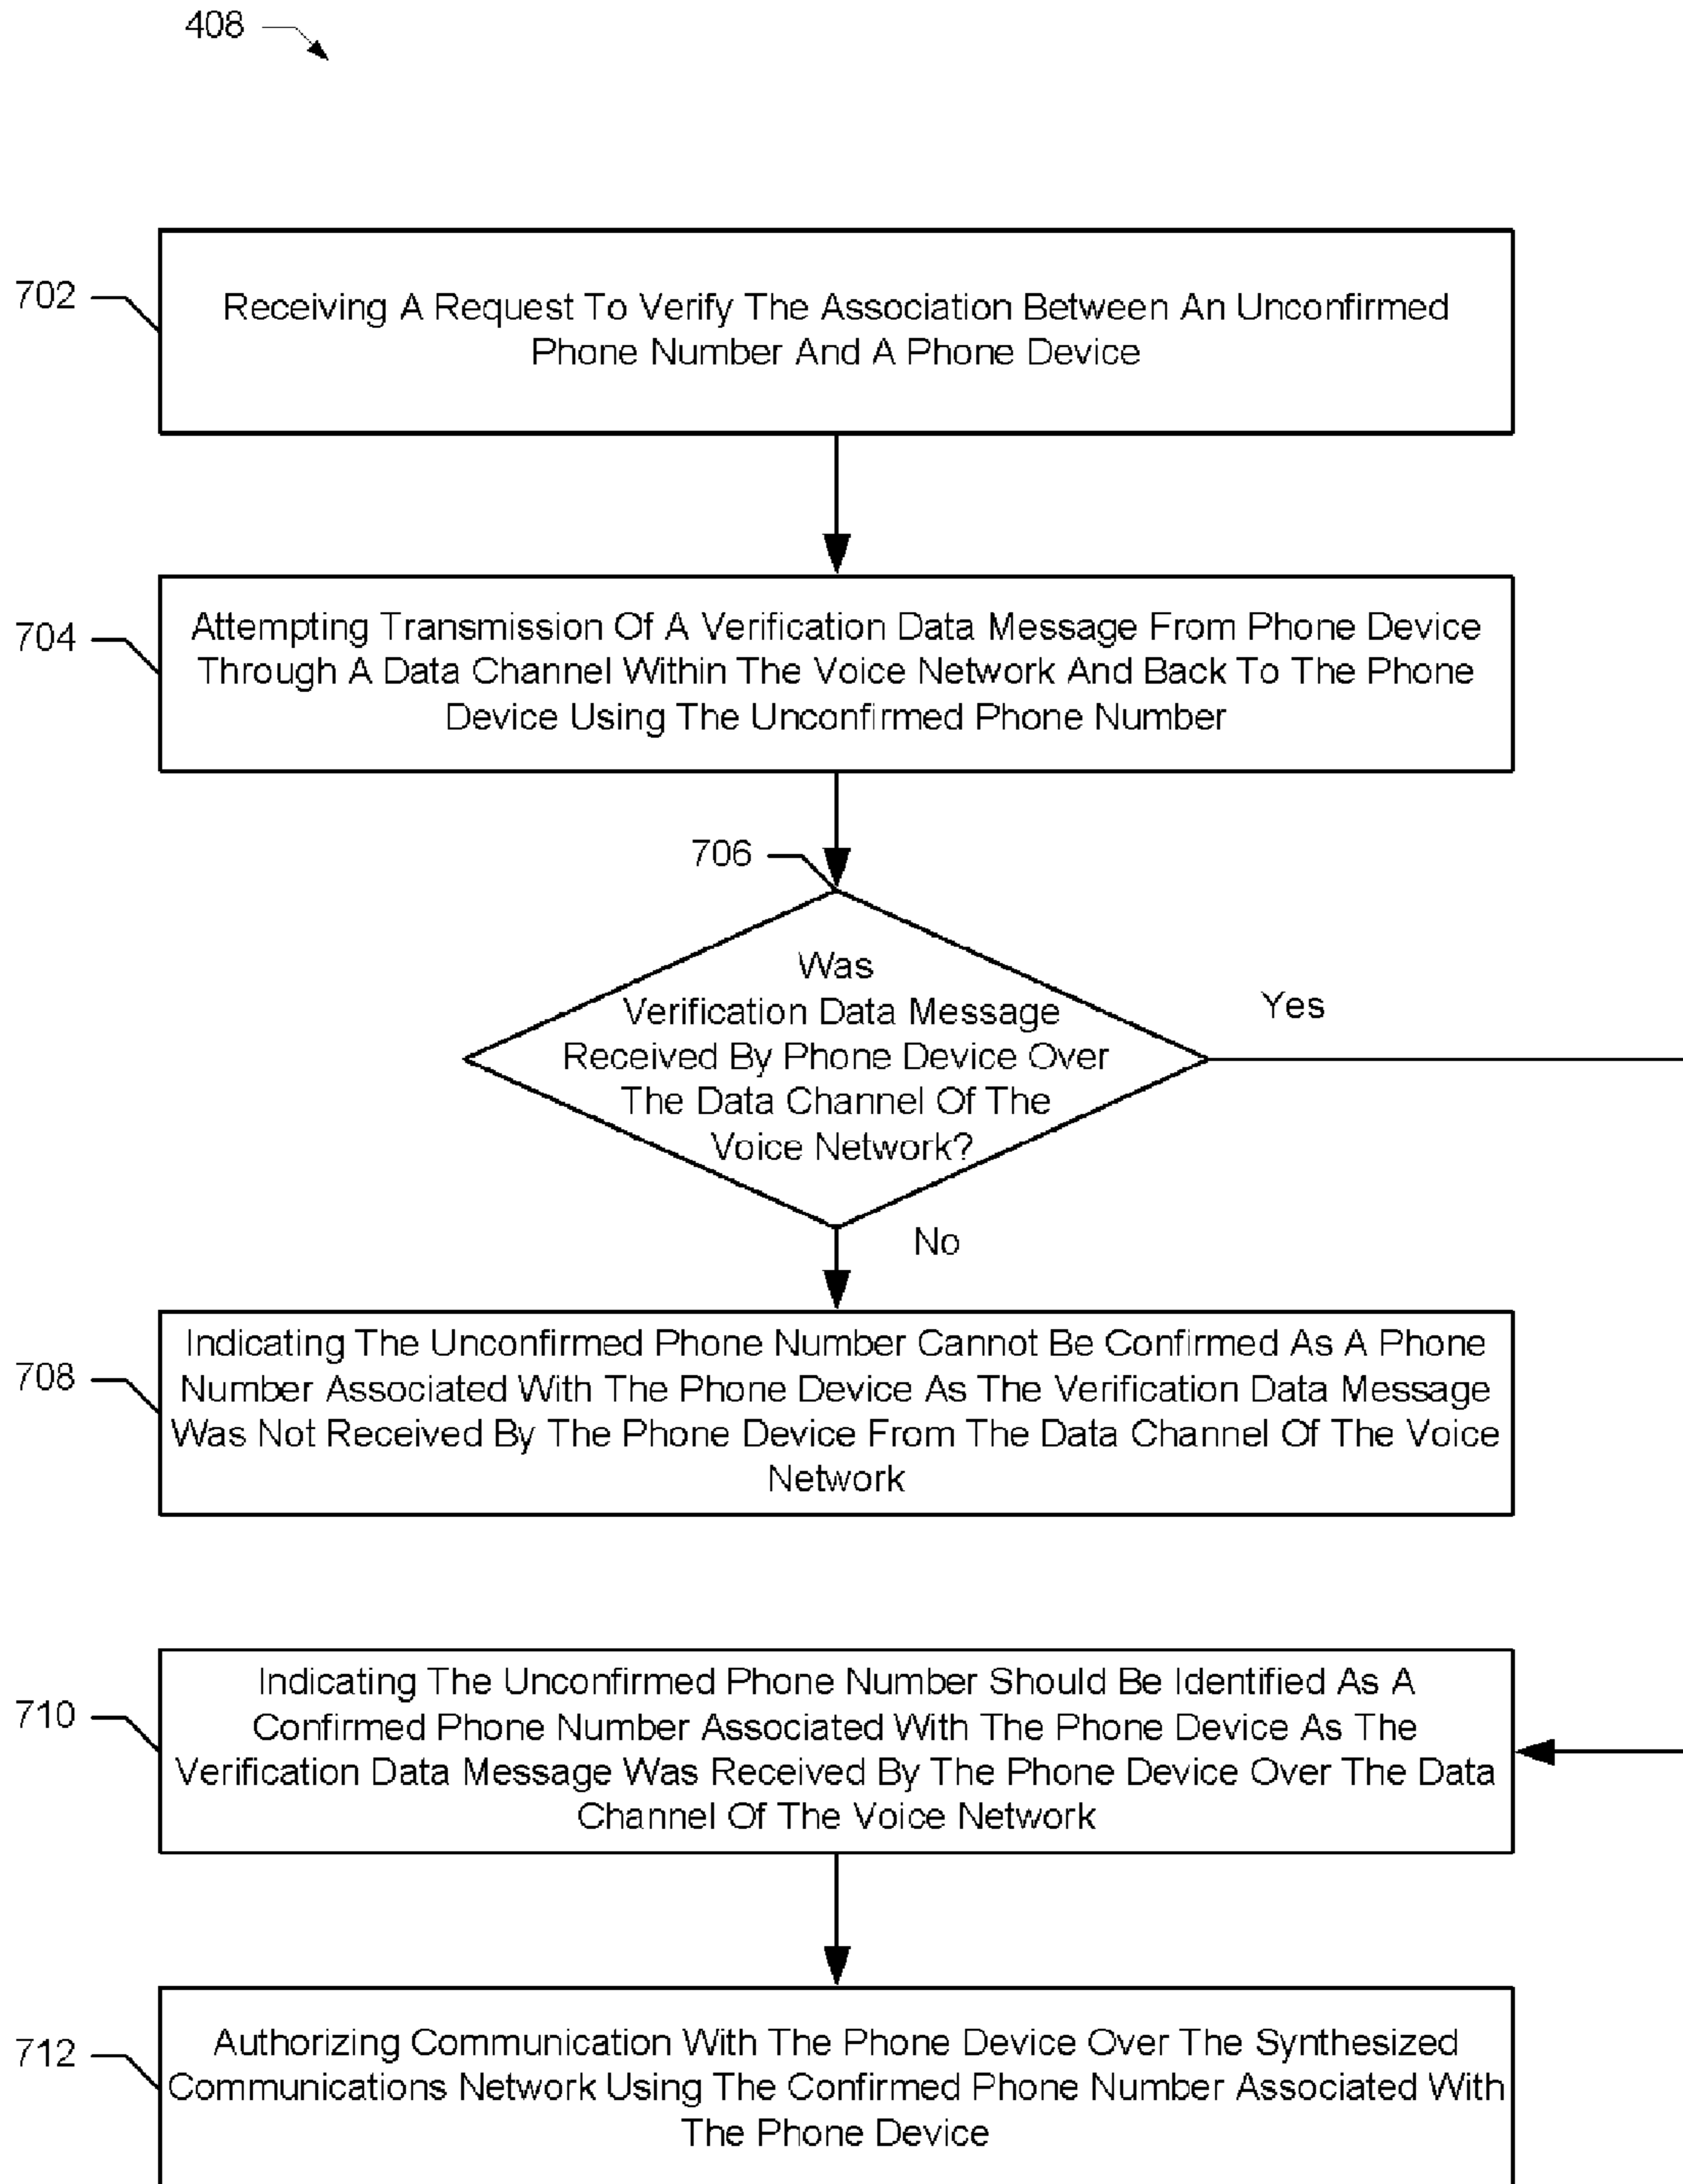 408
702
Receiving A Request To Verify The Association Between An Unconfirmed
Phone Number And A Phone Device
704
Attempting Transmission Of A Verification Data Message From Phone Device
Through A Data Channel Within The Voice Network And Back To The Phone
Device Using The Unconfirmed Phone Number
706
Was
Verification Data Message
Received By Phone Device Over
The Data Channel Of The
Voice Network?
Yes
No
708
Indicating The Unconfirmed Phone Number Cannot Be Confirmed As A Phone
Number Associated With The Phone Device As The Verification Data Message
Was Not Received By The Phone Device From The Data Channel Of The Voice
Network
710
Indicating The Unconfirmed Phone Number Should Be Identified As A
Confirmed Phone Number Associated With The Phone Device As The
Verification Data Message Was Received By The Phone Device Over The Data
Channel Of The Voice Network
712
Authorizing Communication With The Phone Device Over The Synthesized
Communications Network Using The Confirmed Phone Number Associated With
The Phone Device